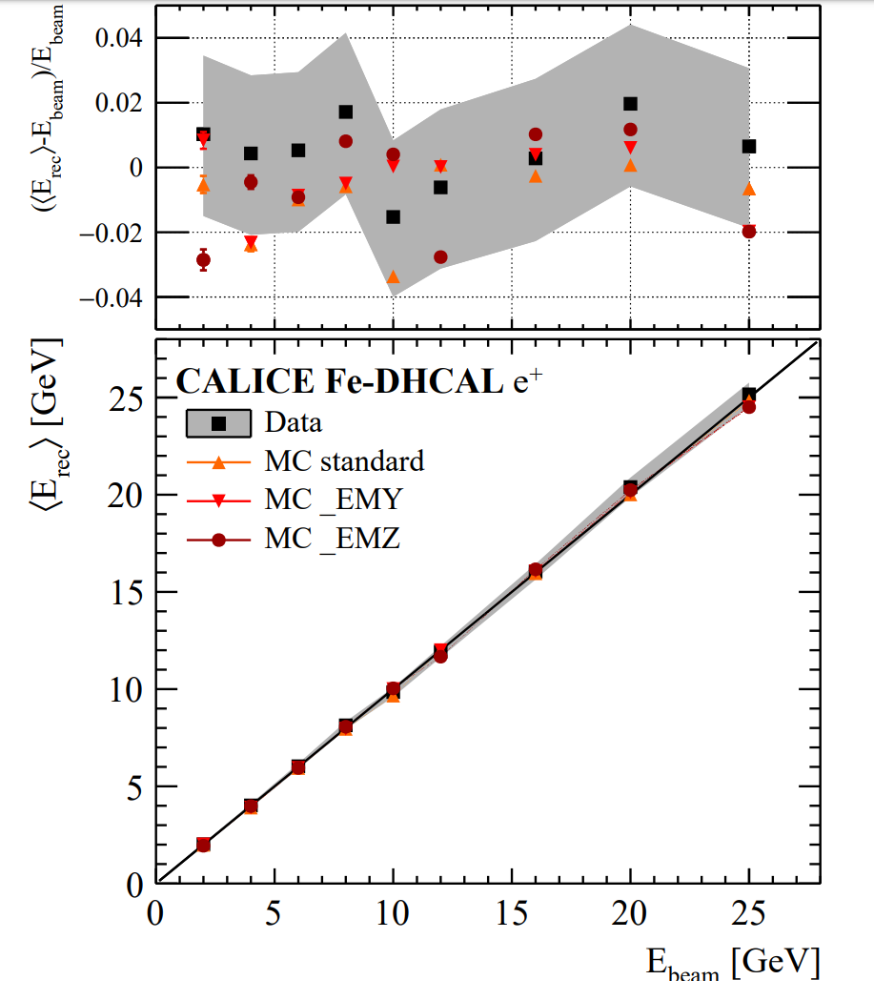 (⟨E_rec⟩-E_beam)/E_beam
0.04
0.02
0
−0.02
−0.04
⟨E_rec⟩ [GeV]
CALICE Fe-DHCAL e⁺
Data
MC standard
MC _EMY
MC _EMZ
25
20
15
10
5
0
0 5 10 15 20 25
E_beam [GeV]